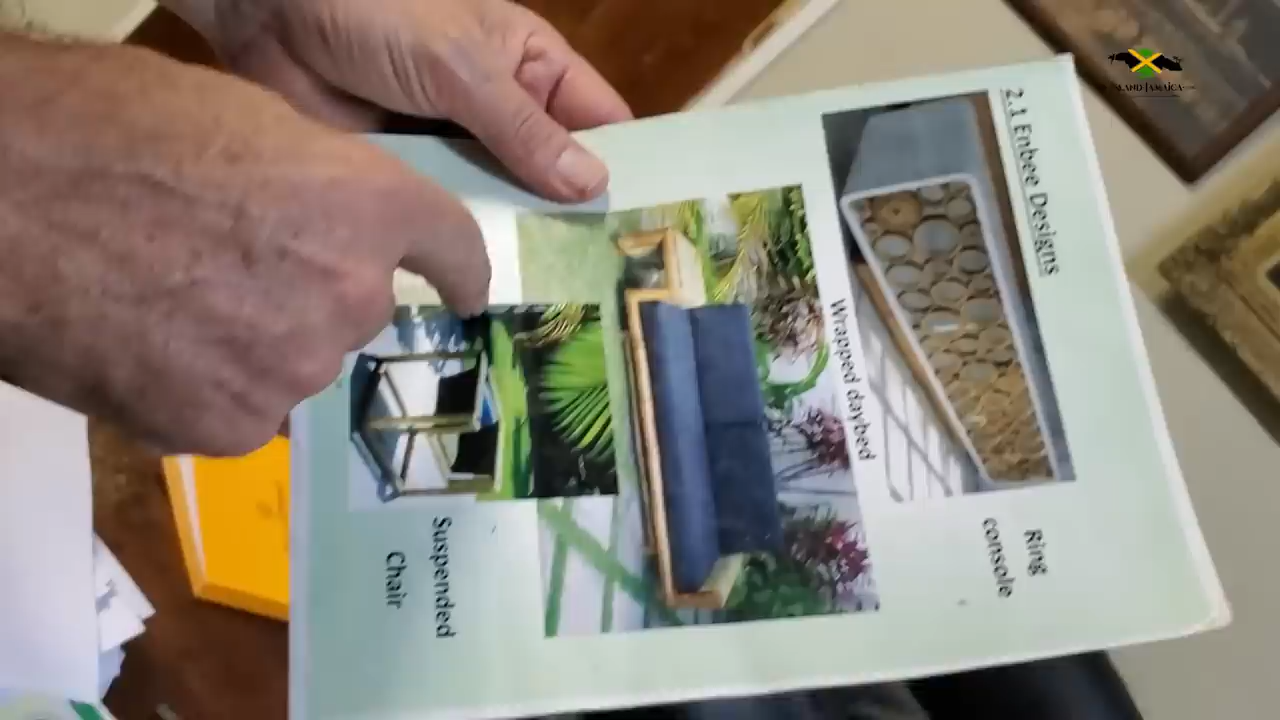 2.1 Enbee Designs
Ring
console
Wrapped daybed
Suspended
Chair